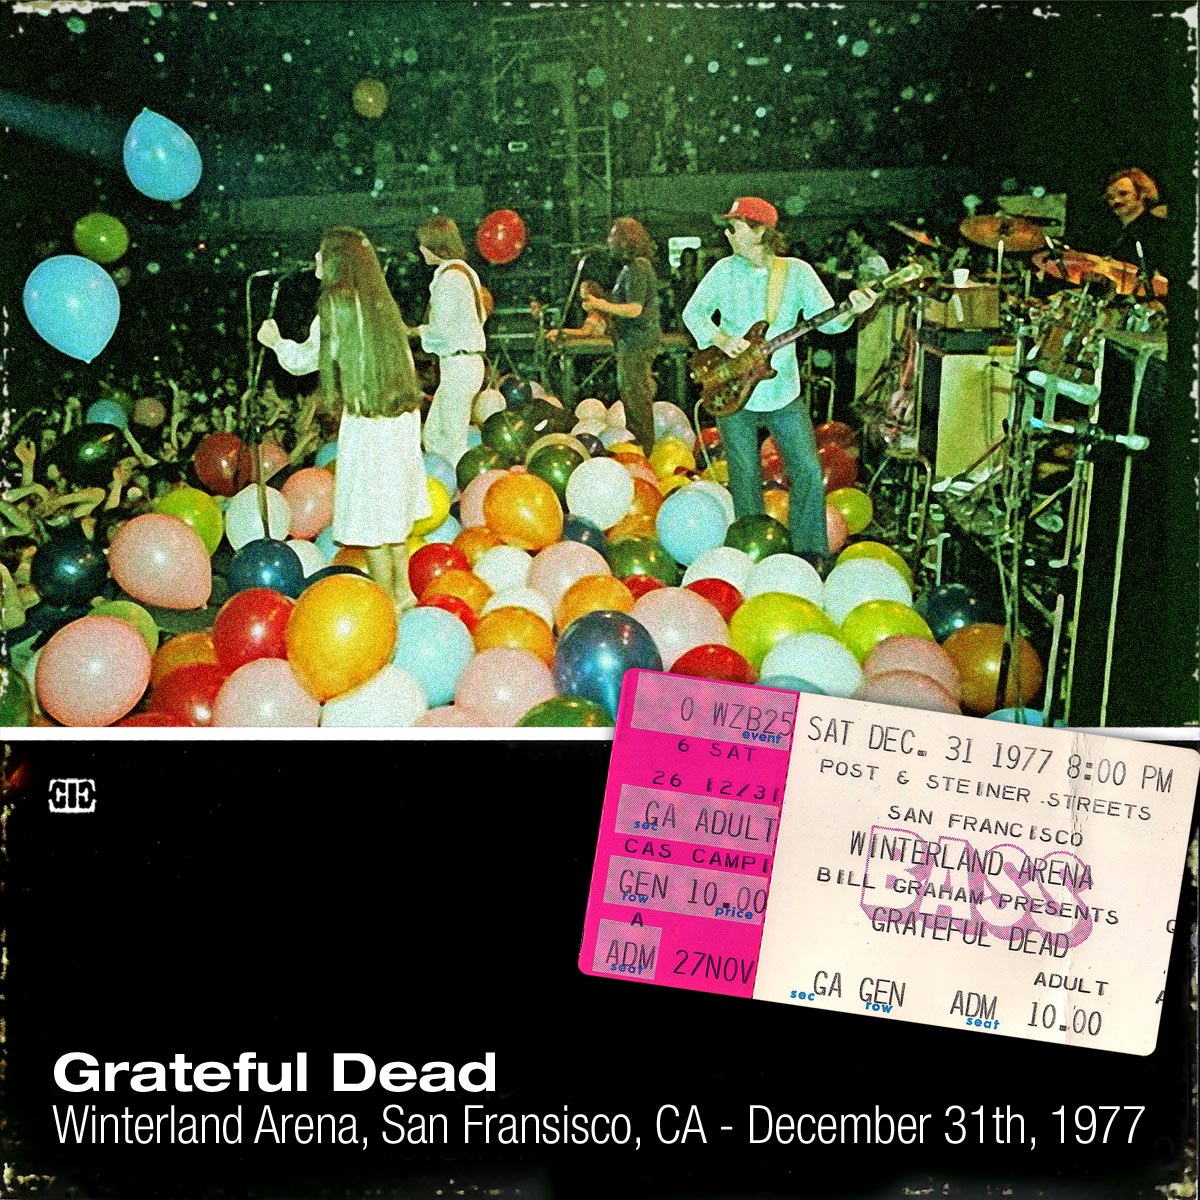 0 WZB25
event
6 SAT
26 12/31
GA ADULT
sec
CAS CAMPI
GEN 10.00
row price
A
ADM 27NOV
seat
SAT DEC. 31 1977 8:00 PM
POST & STEINER STREETS
SAN FRANCISCO
WINTERLAND ARENA
BASS
BILL GRAHAM PRESENTS
GRATEFUL DEAD
ADULT
sec GA GEN ADM 10.00
row seat
Grateful Dead
Winterland Arena, San Fransisco, CA - December 31th, 1977